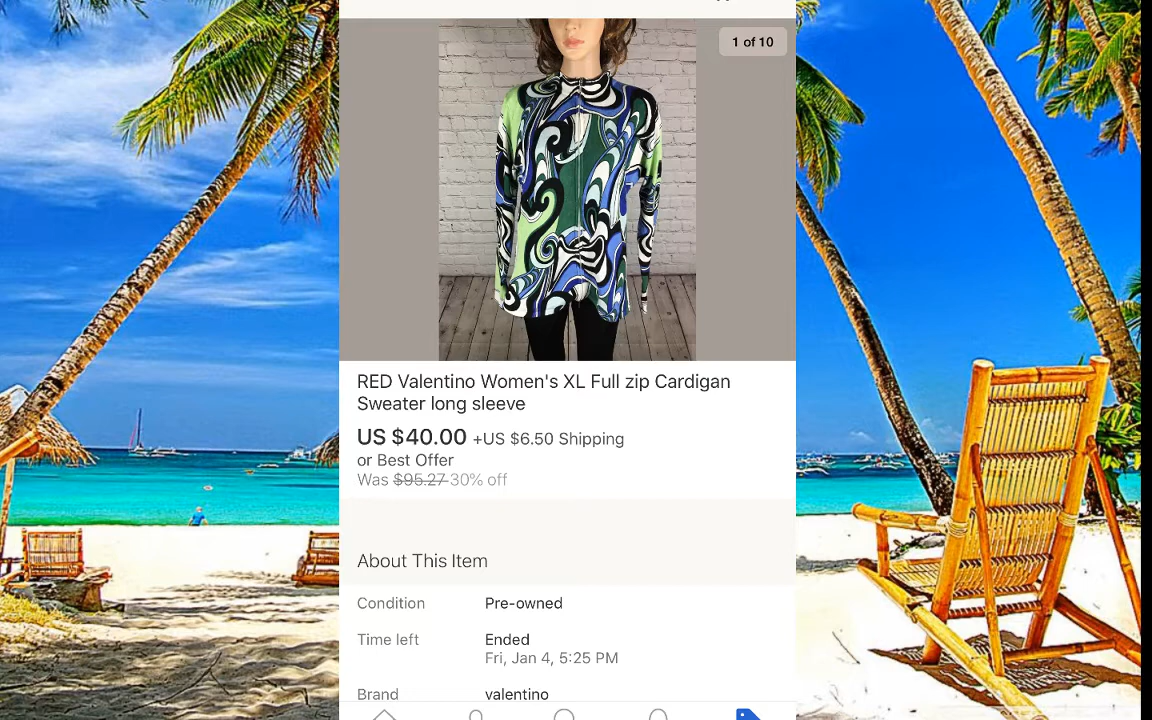 1 of 10
RED Valentino Women's XL Full zip Cardigan
Sweater long sleeve
US $40.00 +US $6.50 Shipping
or Best Offer
Was $95.27 30% off
About This Item
Condition Pre-owned
Time left Ended
Fri, Jan 4, 5:25 PM
Brand valentino